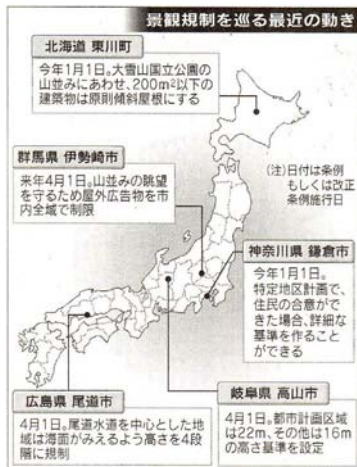 景観規制を巡る最近の動き
北海道 東川町
今年1月1日。大雪山国立公園の
山並みにあわせ、200m²以下の
建築物は原則傾斜屋根にする
群馬県 伊勢崎市
来年4月1日。山並みの眺望
を守るため屋外広告物を市
内全域で制限
(注)日付は条例
もしくは改正
条例施行日
神奈川県 鎌倉市
今年1月1日。
特定地区計画で、
住民の合意がで
きた場合、詳細な
基準を作ること
ができる
広島県 尾道市
4月1日。尾道水道を中心とした地
域は海面がみえるよう高さを4段
階に規制
岐阜県 高山市
4月1日。都市計画区域
は22m、その他は16m
の高さ基準を設定